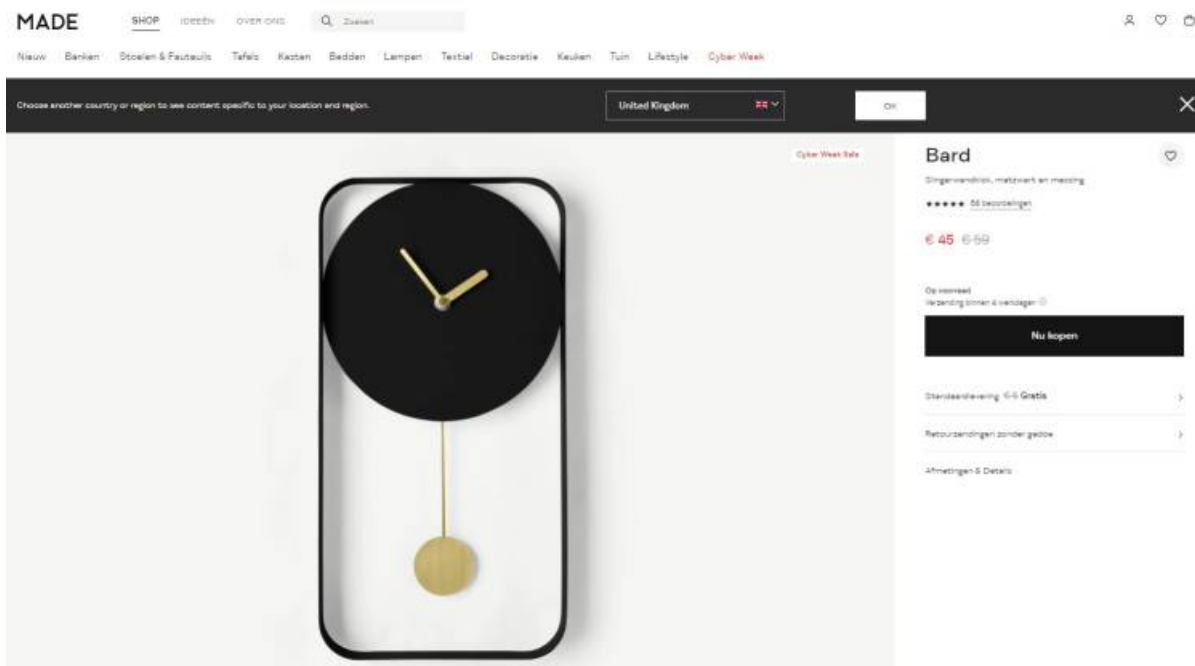 MADE SHOP IDEEËN OVER ONS Zoeken
Nieuw Banken Stoelen & Fauteuils Tafels Kasten Bedden Lampen Textiel Decoratie Keuken Tuin Lifestyle Cyber Week
Choose another country or region to see content specific to your location and region. United Kingdom OK
Cyber Week Sale
Bard
Slingerwandklok, matzwart en messing
56 beoordelingen
€ 45 € 59
Op voorraad
Verzending binnen 4 werkdagen
Nu kopen
Standaardlevering € 5 Gratis
Retourzendingen zonder gedoe
Afmetingen & Details